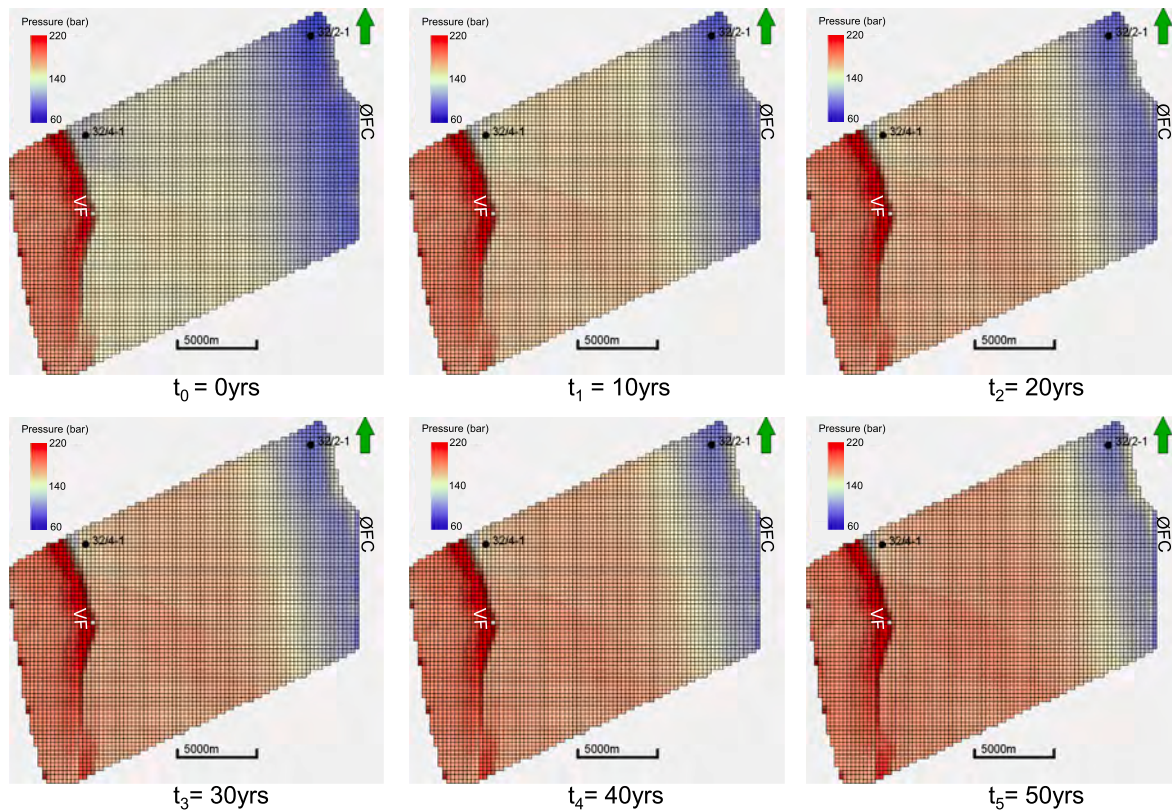 Pressure (bar)
220
140
60
32/2-1
ØFC
32/4-1
VF
5000m
t₀ = 0yrs
Pressure (bar)
220
140
60
32/2-1
ØFC
32/4-1
VF
5000m
t₁ = 10yrs
Pressure (bar)
220
140
60
32/2-1
ØFC
32/4-1
VF
5000m
t₂ = 20yrs
Pressure (bar)
220
140
60
32/2-1
ØFC
32/4-1
VF
5000m
t₃= 30yrs
Pressure (bar)
220
140
60
32/2-1
ØFC
32/4-1
VF
5000m
t₄ = 40yrs
Pressure (bar)
220
140
60
32/2-1
ØFC
32/4-1
VF
5000m
t₅ = 50yrs